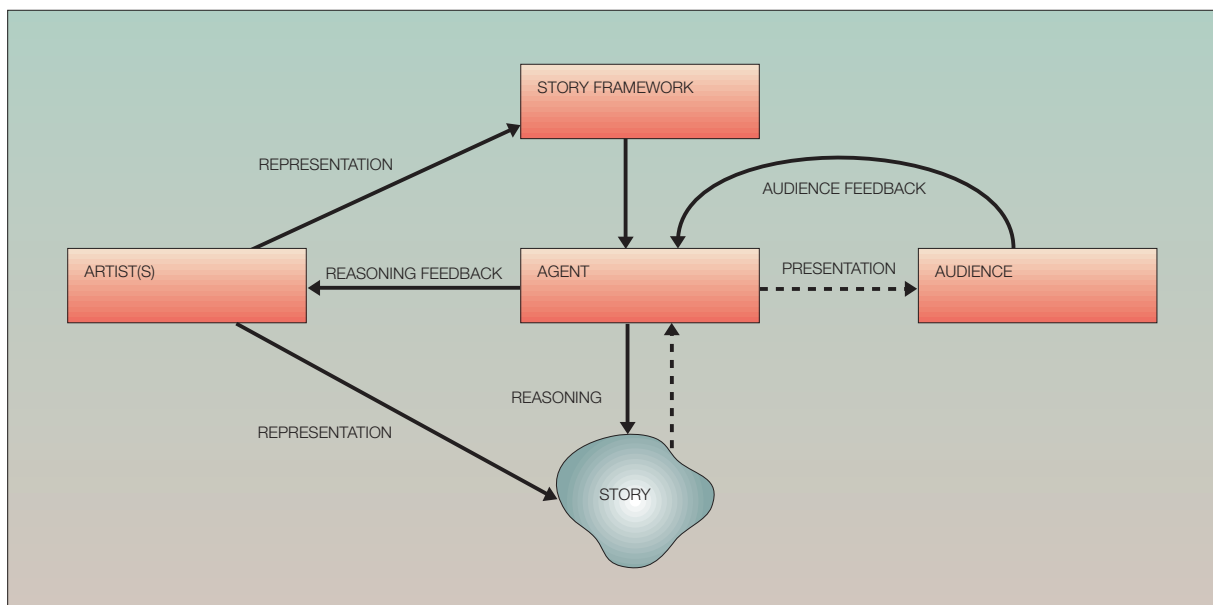 STORY FRAMEWORK
REPRESENTATION
AUDIENCE FEEDBACK
ARTIST(S)
REASONING FEEDBACK
AGENT
PRESENTATION
AUDIENCE
REASONING
REPRESENTATION
STORY